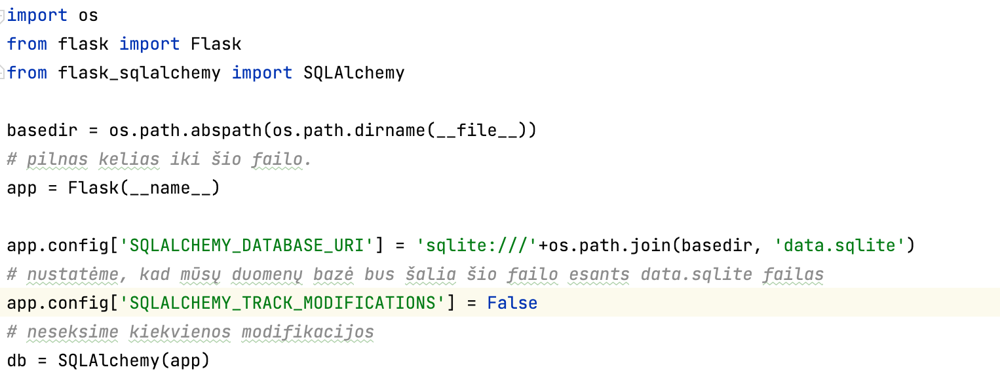 import os
from flask import Flask
from flask_sqlalchemy import SQLAlchemy
basedir = os.path.abspath(os.path.dirname(__file__))
# pilnas kelias iki šio failo.
app = Flask(__name__)
app.config['SQLALCHEMY_DATABASE_URI'] = 'sqlite:///'+os.path.join(basedir, 'data.sqlite')
# nustatėme, kad mūsų duomenų bazė bus šalia šio failo esants data.sqlite failas
app.config['SQLALCHEMY_TRACK_MODIFICATIONS'] = False
# neseksime kiekvienos modifikacijos
db = SQLAlchemy(app)